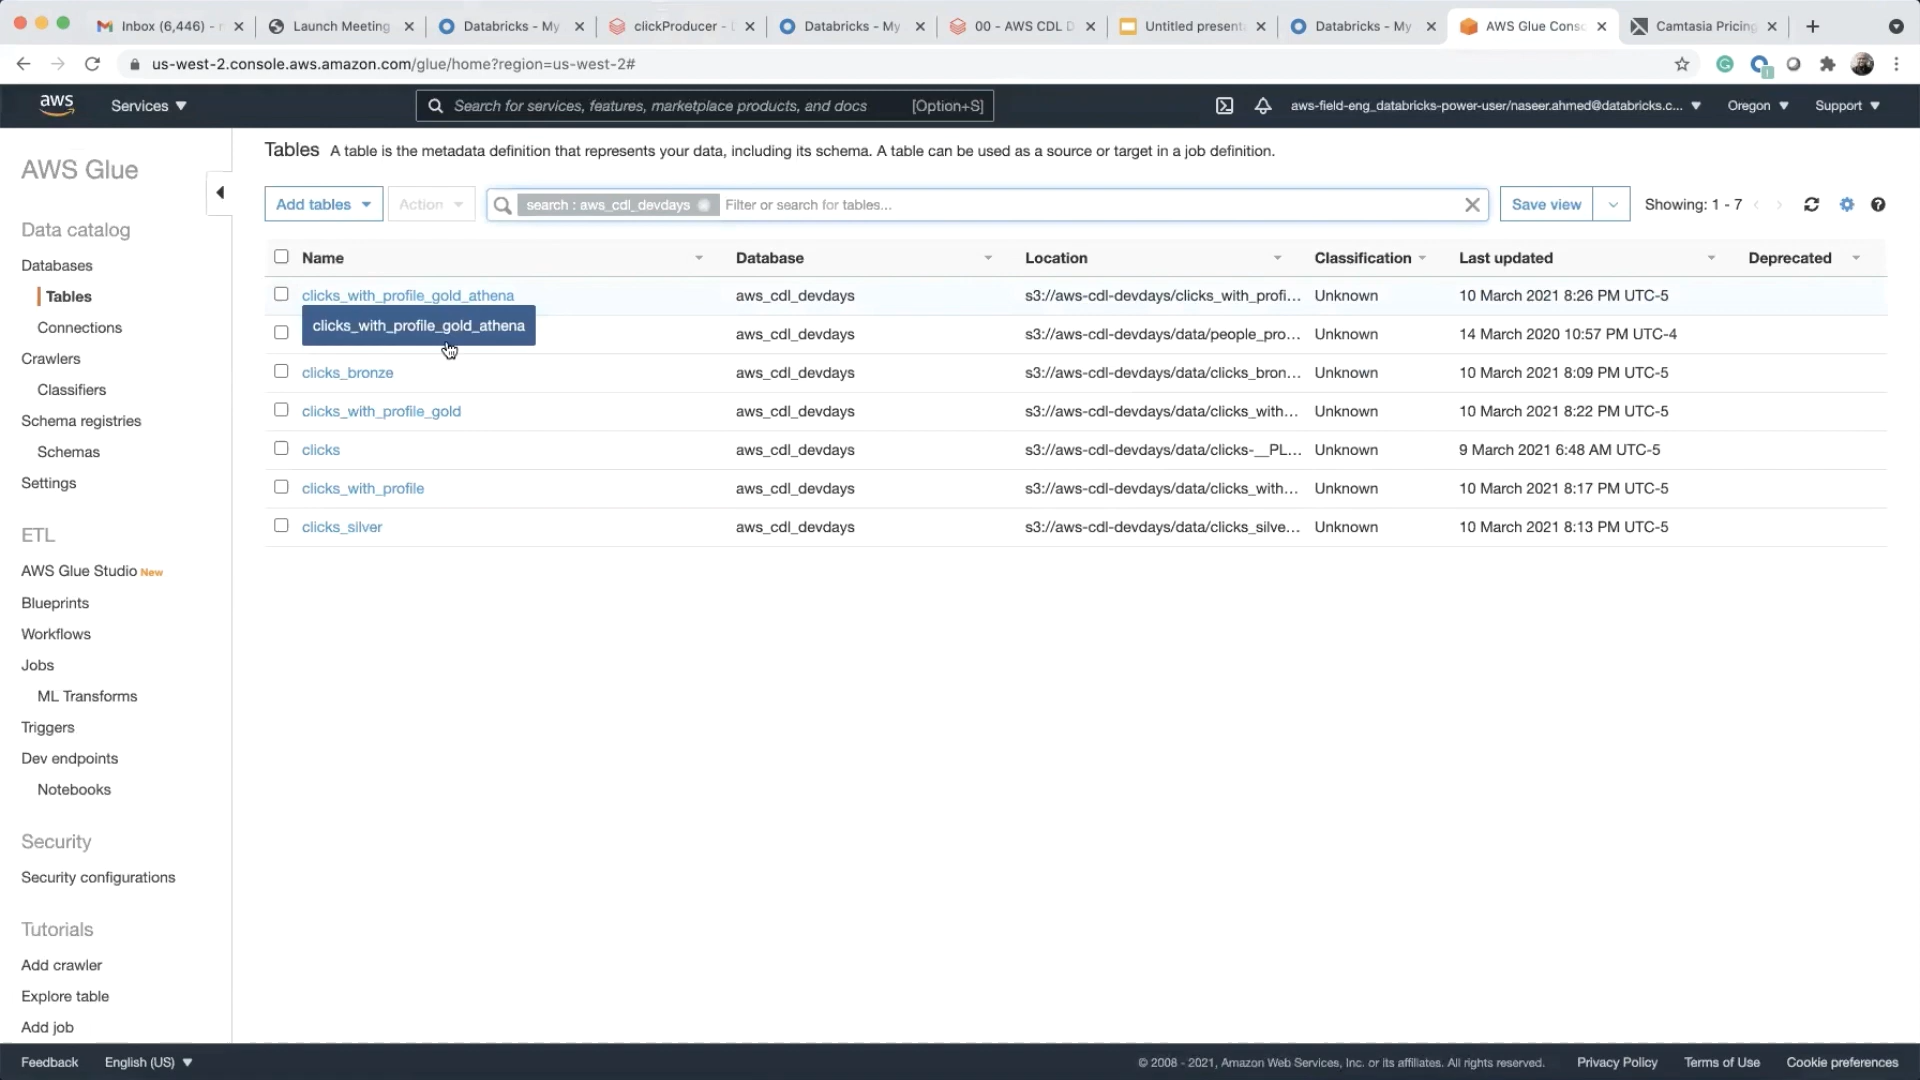 Inbox (6,446) -
Launch Meeting
Databricks - My
clickProducer -
Databricks - My
00 - AWS CDL D
Untitled present
Databricks - My
AWS Glue Conso
Camtasia Pricing
us-west-2.console.aws.amazon.com/glue/home?region=us-west-2#
aws
Services
Search for services, features, marketplace products, and docs
[Option+S]
aws-field-eng_databricks-power-user/naseer.ahmed@databricks.c...
Oregon
Support
AWS Glue
Data catalog
Databases
Tables
Connections
Crawlers
Classifiers
Schema registries
Schemas
Settings
ETL
AWS Glue Studio New
Blueprints
Workflows
Jobs
ML Transforms
Triggers
Dev endpoints
Notebooks
Security
Security configurations
Tutorials
Add crawler
Explore table
Add job
Tables A table is the metadata definition that represents your data, including its schema. A table can be used as a source or target in a job definition.
Add tables
Action
search : aws_cdl_devdays
Filter or search for tables...
Save view
Showing: 1 - 7
Name Database Location Classification Last updated Deprecated
clicks_with_profile_gold_athena aws_cdl_devdays s3://aws-cdl-devdays/clicks_with_profi... Unknown 10 March 2021 8:26 PM UTC-5
clicks_with_profile_gold_athena
aws_cdl_devdays s3://aws-cdl-devdays/data/people_pro... Unknown 14 March 2020 10:57 PM UTC-4
clicks_bronze aws_cdl_devdays s3://aws-cdl-devdays/data/clicks_bron... Unknown 10 March 2021 8:09 PM UTC-5
clicks_with_profile_gold aws_cdl_devdays s3://aws-cdl-devdays/data/clicks_with... Unknown 10 March 2021 8:22 PM UTC-5
clicks aws_cdl_devdays s3://aws-cdl-devdays/data/clicks-__PL... Unknown 9 March 2021 6:48 AM UTC-5
clicks_with_profile aws_cdl_devdays s3://aws-cdl-devdays/data/clicks_with... Unknown 10 March 2021 8:17 PM UTC-5
clicks_silver aws_cdl_devdays s3://aws-cdl-devdays/data/clicks_silve... Unknown 10 March 2021 8:13 PM UTC-5
Feedback
English (US)
© 2008 - 2021, Amazon Web Services, Inc. or its affiliates. All rights reserved.
Privacy Policy
Terms of Use
Cookie preferences